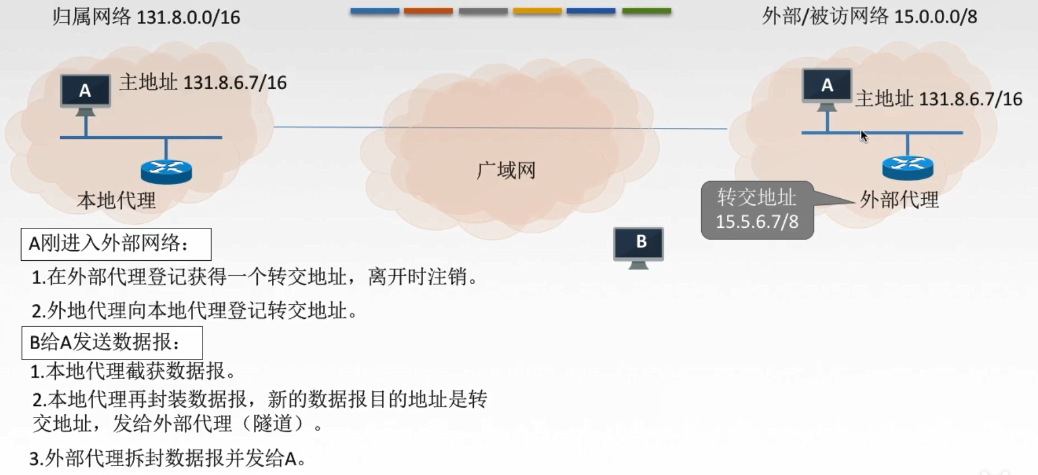 归属网络 131.8.0.0/16
外部/被访网络 15.0.0.0/8
A
主地址 131.8.6.7/16
A
主地址 131.8.6.7/16
广域网
本地代理
外部代理
转交地址
15.5.6.7/8
B
A刚进入外部网络：
1.在外部代理登记获得一个转交地址，离开时注销。
2.外地代理向本地代理登记转交地址。
B给A发送数据报：
1.本地代理截获数据报。
2.本地代理再封装数据报，新的数据报目的地址是转
交地址，发给外部代理（隧道）。
3.外部代理拆封数据报并发给A。